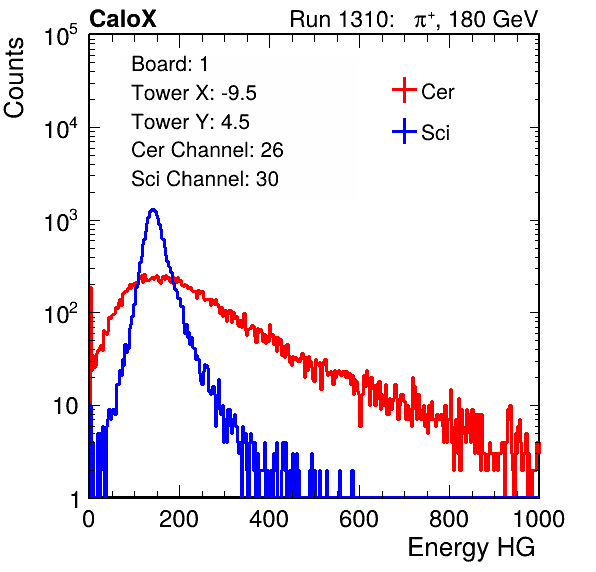 CaloX Run 1310: π⁺, 180 GeV
Board: 1
Tower X: -9.5
Tower Y: 4.5
Cer Channel: 26
Sci Channel: 30
Cer
Sci
Counts
10⁵
10⁴
10³
10²
10
1
0 200 400 600 800 1000
Energy HG